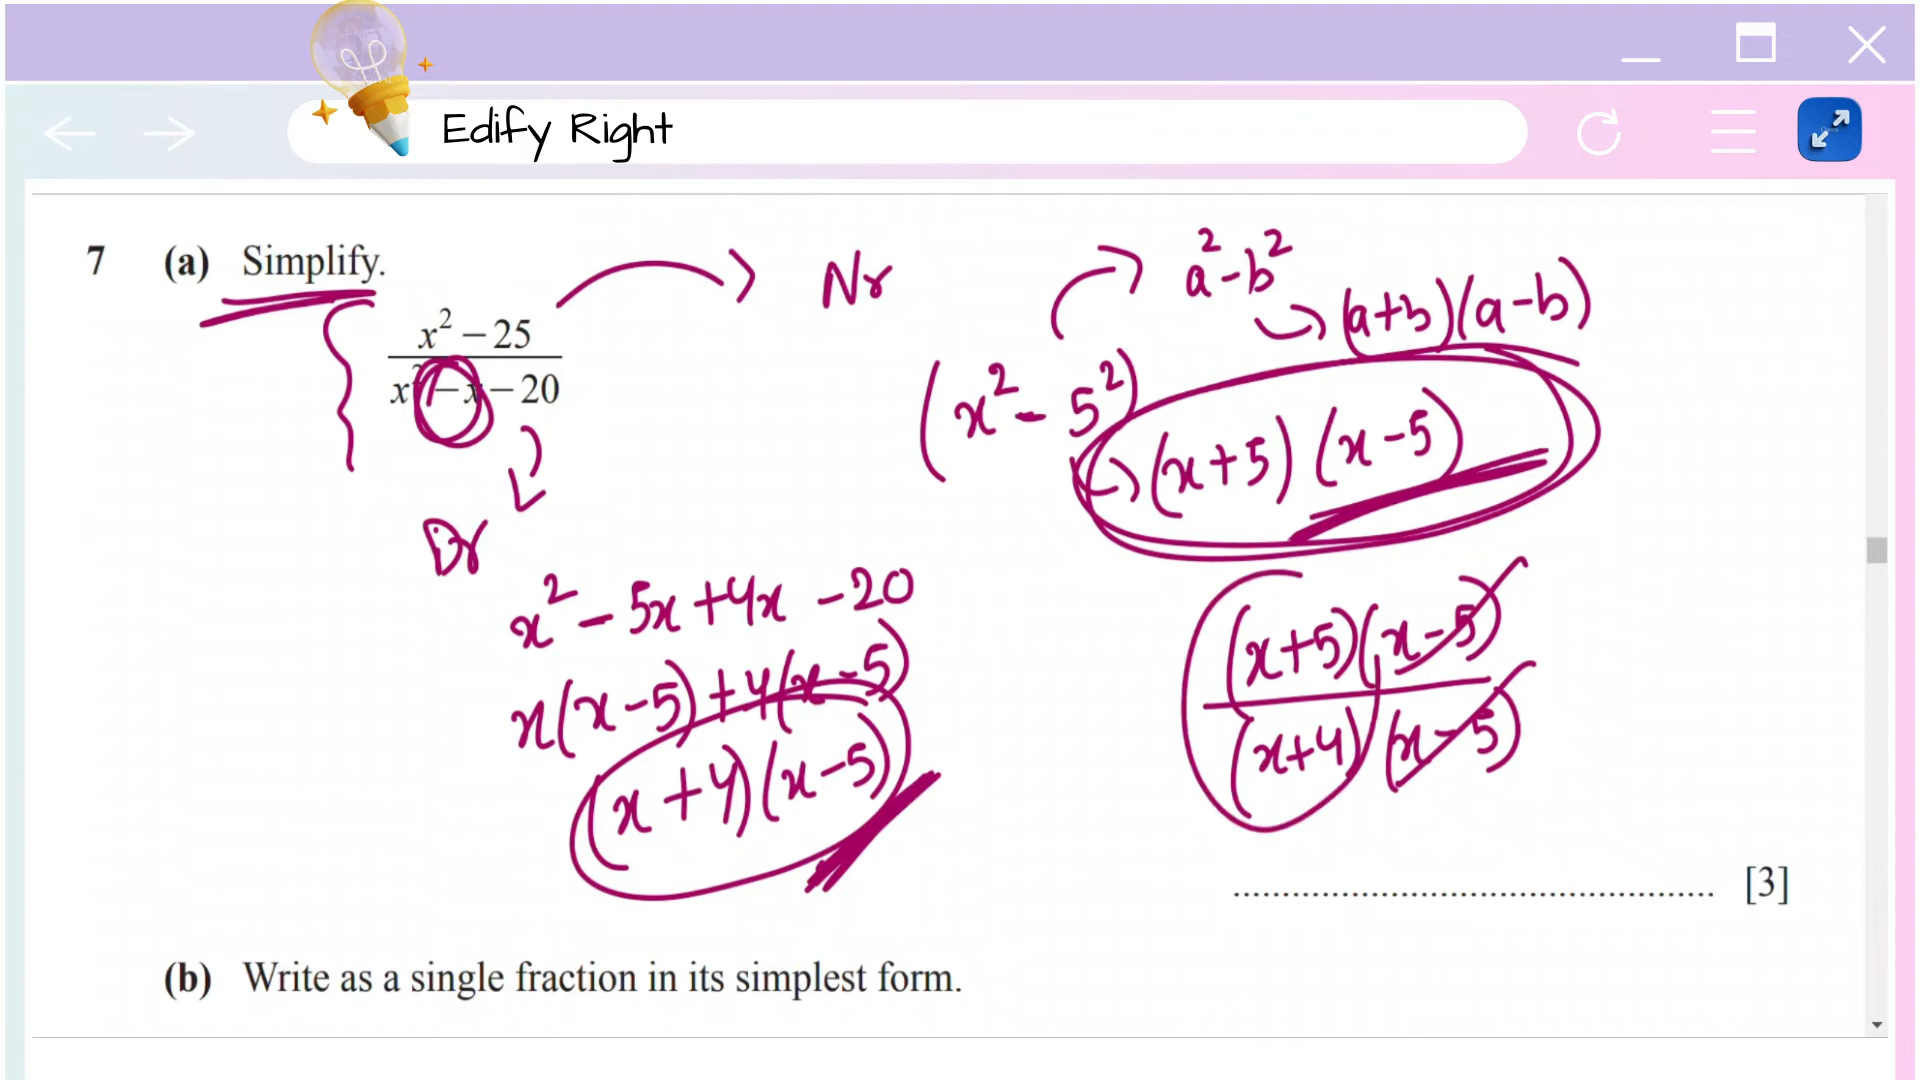 Edify Right
7 (a) Simplify.
x² – 25
x² – x – 20
Nr
a² - b²
(a+b)(a-b)
(x² - 5²)
(x+5)(x-5)
Dr
x² - 5x + 4x - 20
x(x-5) + 4(x-5)
(x+4)(x-5)
(x+5)(x-5)
(x+4)(x-5)
........................................ [3]
(b) Write as a single fraction in its simplest form.